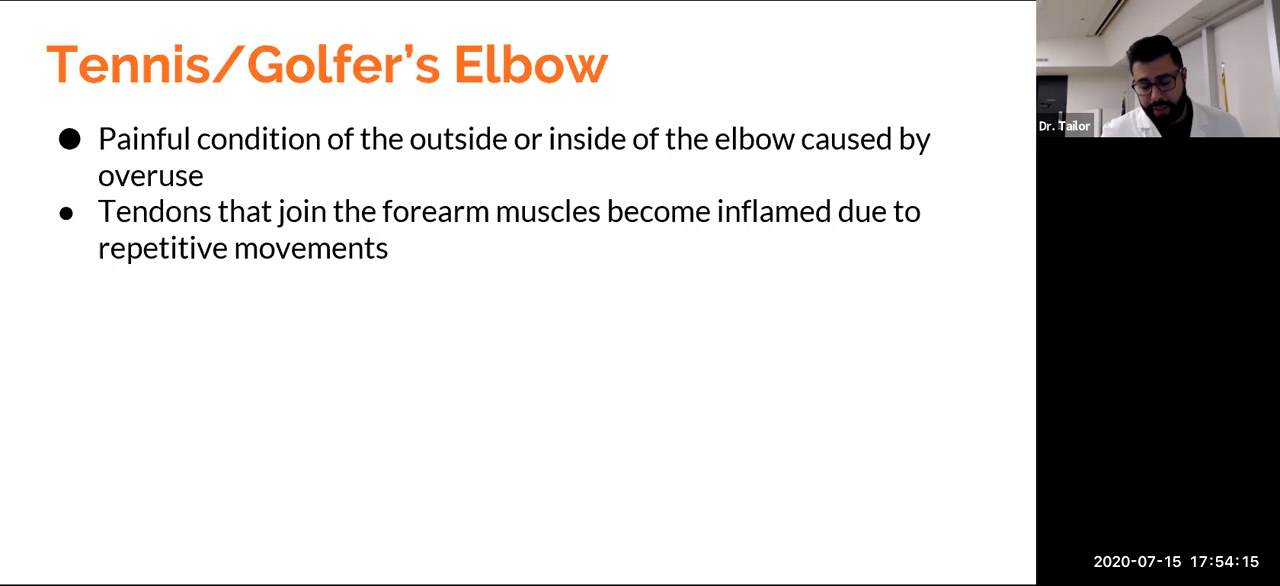 Tennis/Golfer’s Elbow
● Painful condition of the outside or inside of the elbow caused by
overuse
● Tendons that join the forearm muscles become inflamed due to
repetitive movements
Dr. Tailor
2020-07-15 17:54:15